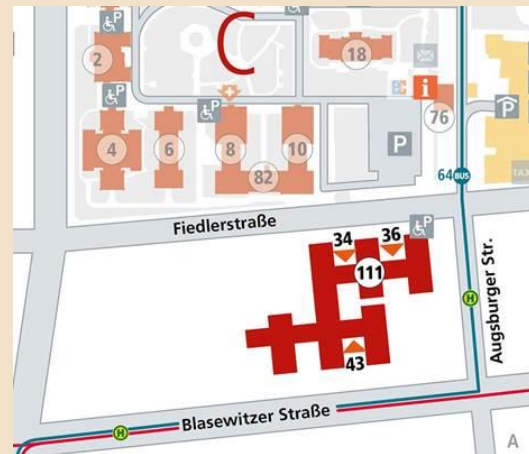 C
2
P
18
i
P
76
P
4
6
8
10
82
P
64 BUS
TAXI
Fiedlerstraße
P
34
36
111
Augsburger Str.
H
43
Blasewitzer Straße
H
A